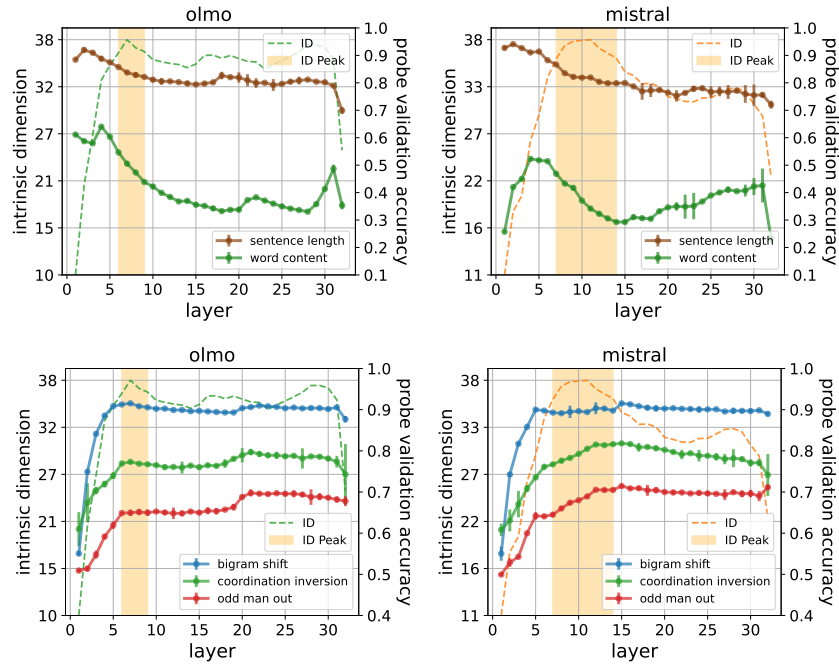 olmo
38
33
27
21
16
10
intrinsic dimension
1.0
0.9
0.8
0.7
0.6
0.5
0.4
0.3
0.2
0.1
probe validation accuracy
ID
ID Peak
sentence length
word content
0 5 10 15 20 25 30
layer
mistral
38
33
27
22
16
11
intrinsic dimension
1.0
0.9
0.8
0.7
0.6
0.5
0.4
0.3
0.2
0.1
probe validation accuracy
ID
ID Peak
sentence length
word content
0 5 10 15 20 25 30
layer
olmo
38
32
27
21
15
11
intrinsic dimension
1.0
0.9
0.8
0.7
0.6
0.5
0.4
probe validation accuracy
ID
ID Peak
bigram shift
coordination inversion
odd man out
0 5 10 15 20 25 30
layer
mistral
38
33
27
22
16
11
intrinsic dimension
1.0
0.9
0.8
0.7
0.6
0.5
0.4
probe validation accuracy
ID
ID Peak
bigram shift
coordination inversion
odd man out
0 5 10 15 20 25 30
layer